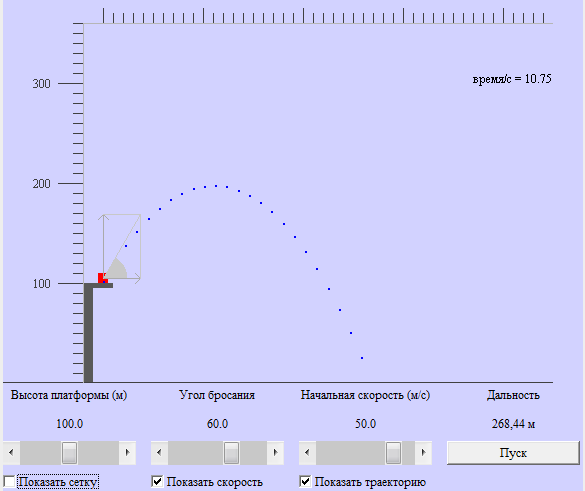 время/с = 10.75
300
200
100
Высота платформы (м) Угол бросания Начальная скорость (м/с) Дальность
100.0 60.0 50.0 268,44 м
Пуск
Показать сетку Показать скорость Показать траекторию